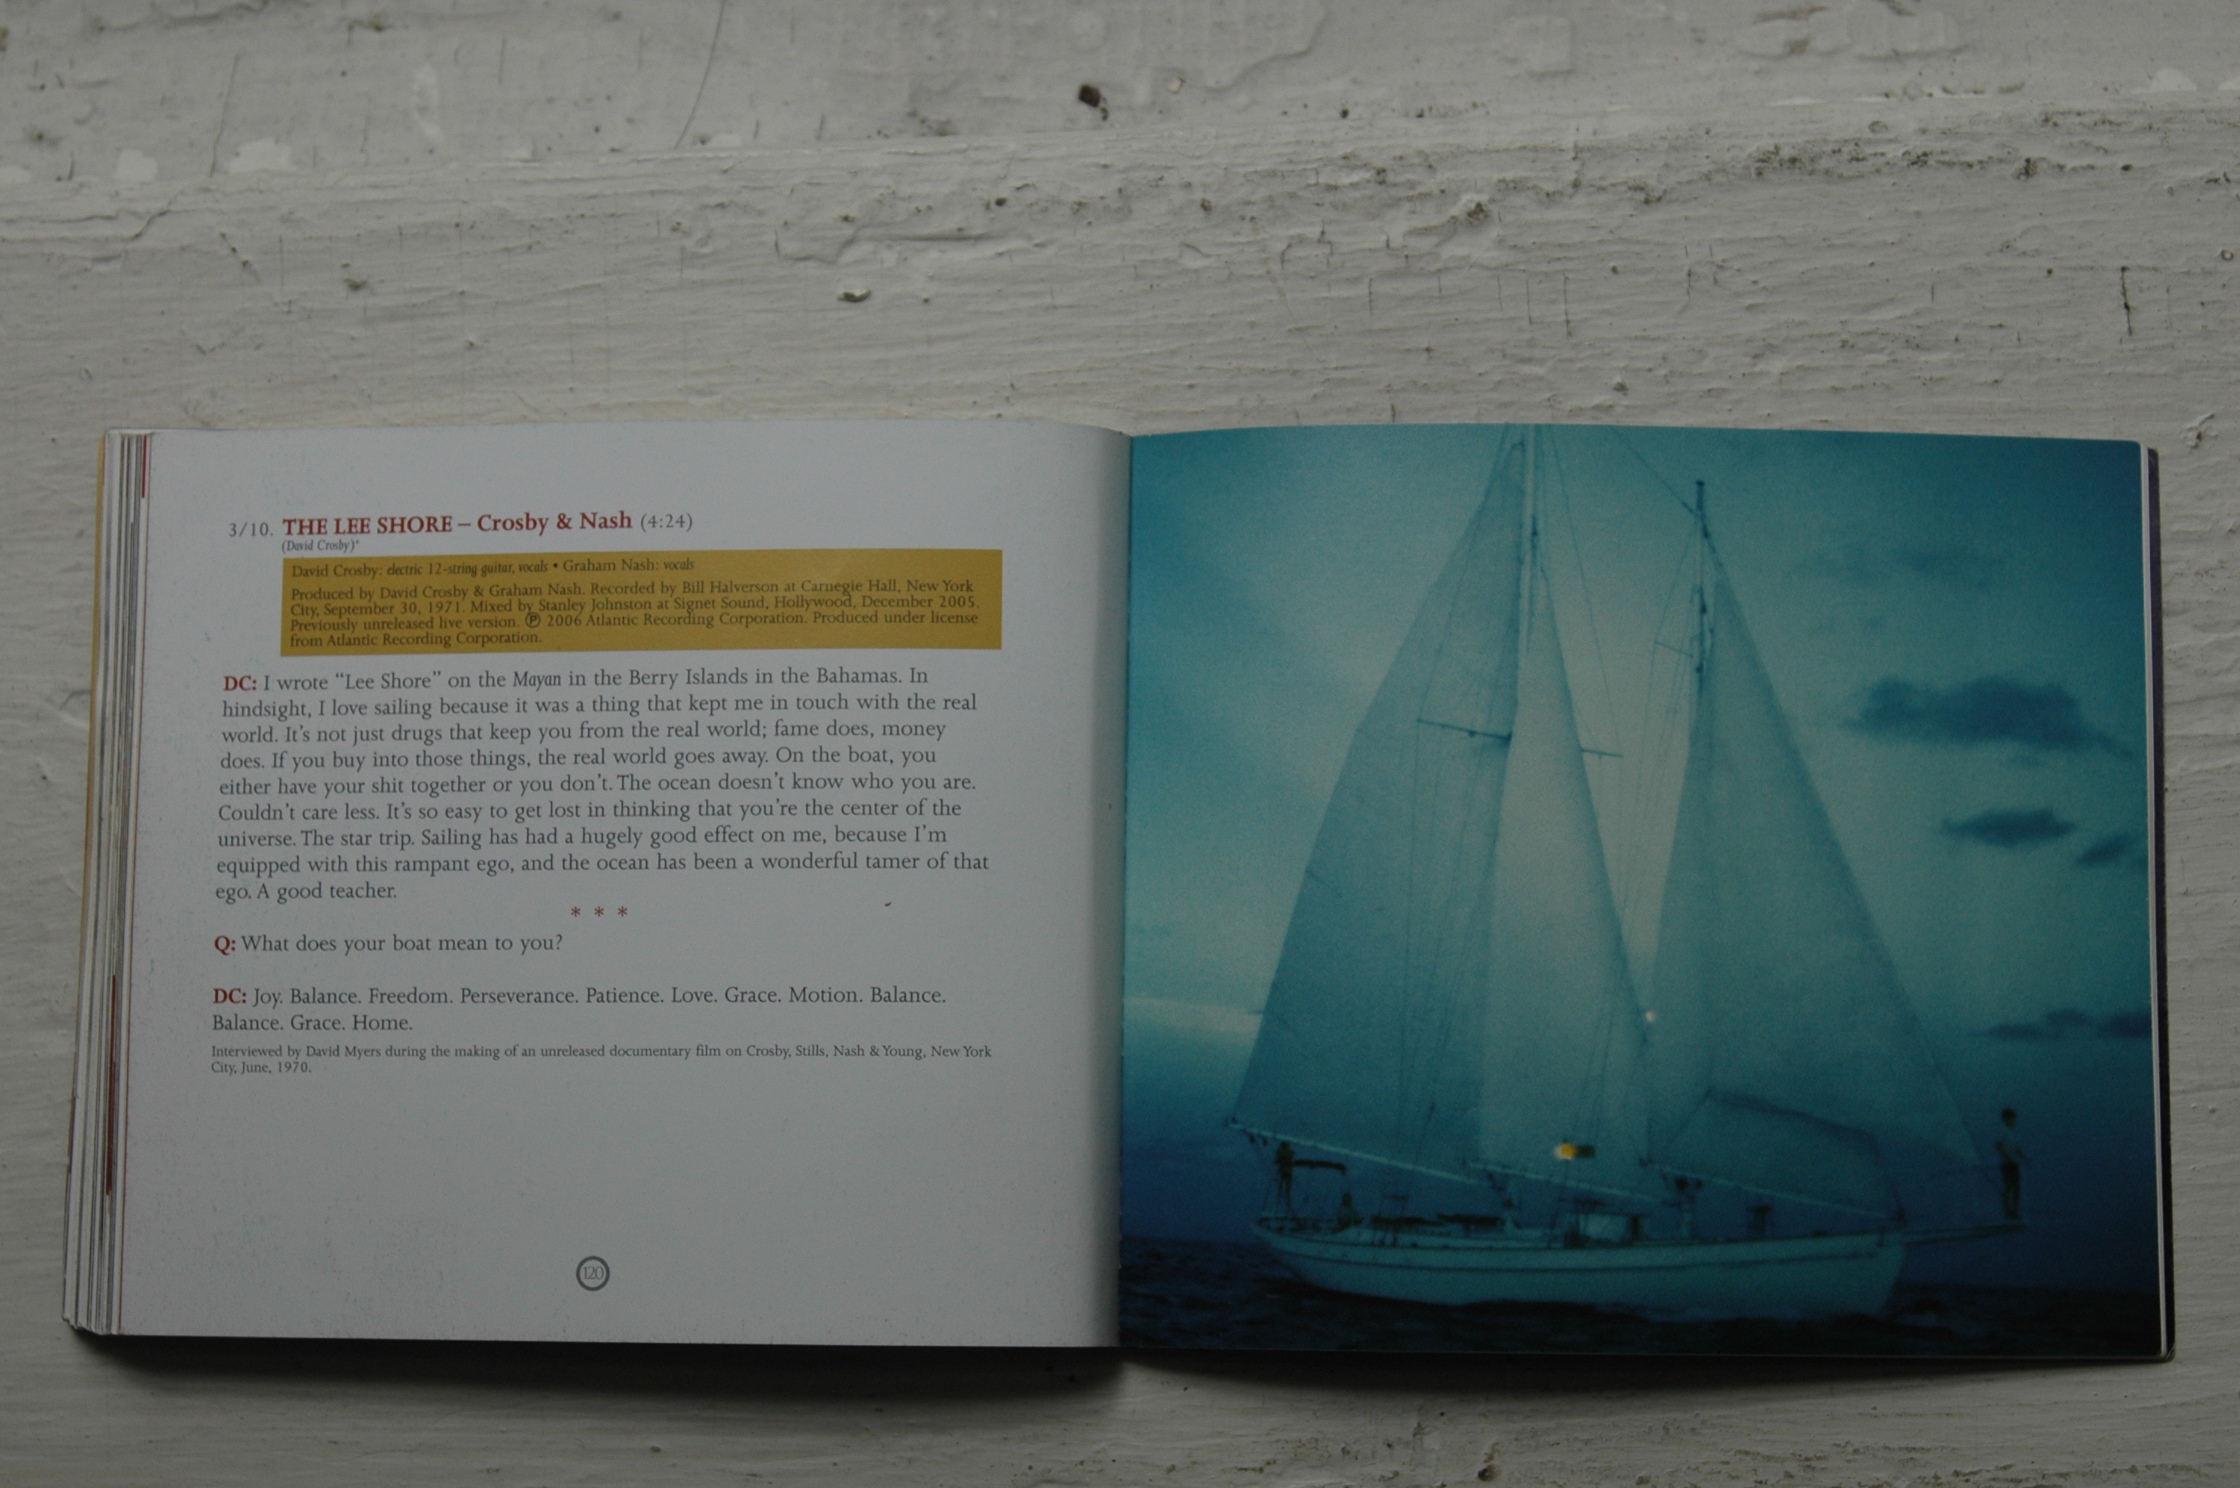 3/10. THE LEE SHORE – Crosby & Nash (4:24)
(David Crosby)*
David Crosby: electric 12-string guitar, vocals • Graham Nash: vocals
Produced by David Crosby & Graham Nash. Recorded by Bill Halverson at Carnegie Hall, New York
City, September 30, 1971. Mixed by Stanley Johnston at Signet Sound, Hollywood, December 2005.
Previously unreleased live version. ℗ 2006 Atlantic Recording Corporation. Produced under license
from Atlantic Recording Corporation.
DC: I wrote “Lee Shore” on the Mayan in the Berry Islands in the Bahamas. In
hindsight, I love sailing because it was a thing that kept me in touch with the real
world. It’s not just drugs that keep you from the real world; fame does, money
does. If you buy into those things, the real world goes away. On the boat, you
either have your shit together or you don’t. The ocean doesn’t know who you are.
Couldn’t care less. It’s so easy to get lost in thinking that you’re the center of the
universe. The star trip. Sailing has had a hugely good effect on me, because I’m
equipped with this rampant ego, and the ocean has been a wonderful tamer of that
ego. A good teacher.
* * *
Q: What does your boat mean to you?
DC: Joy. Balance. Freedom. Perseverance. Patience. Love. Grace. Motion. Balance.
Balance. Grace. Home.
Interviewed by David Myers during the making of an unreleased documentary film on Crosby, Stills, Nash & Young, New York
City, June, 1970.
120